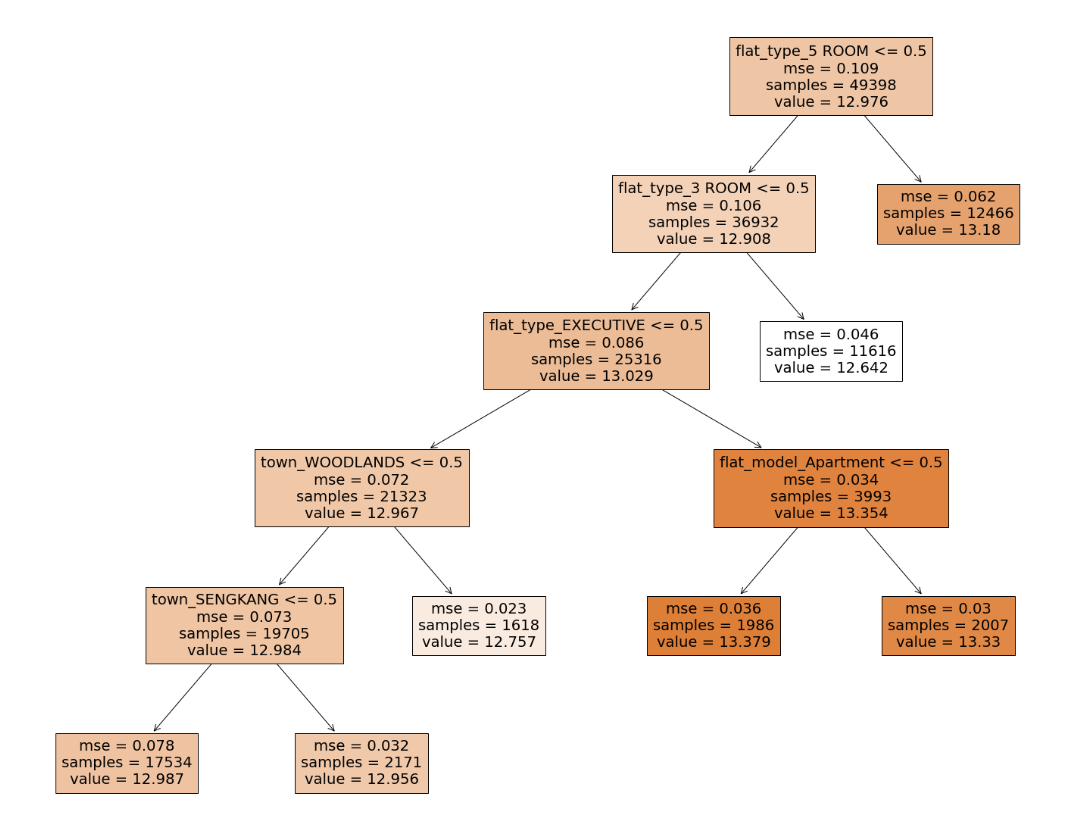 flat_type_5 ROOM <= 0.5
mse = 0.109
samples = 49398
value = 12.976
flat_type_3 ROOM <= 0.5
mse = 0.106
samples = 36932
value = 12.908
mse = 0.062
samples = 12466
value = 13.18
flat_type_EXECUTIVE <= 0.5
mse = 0.086
samples = 25316
value = 13.029
mse = 0.046
samples = 11616
value = 12.642
town_WOODLANDS <= 0.5
mse = 0.072
samples = 21323
value = 12.967
flat_model_Apartment <= 0.5
mse = 0.034
samples = 3993
value = 13.354
town_SENGKANG <= 0.5
mse = 0.073
samples = 19705
value = 12.984
mse = 0.023
samples = 1618
value = 12.757
mse = 0.036
samples = 1986
value = 13.379
mse = 0.03
samples = 2007
value = 13.33
mse = 0.078
samples = 17534
value = 12.987
mse = 0.032
samples = 2171
value = 12.956